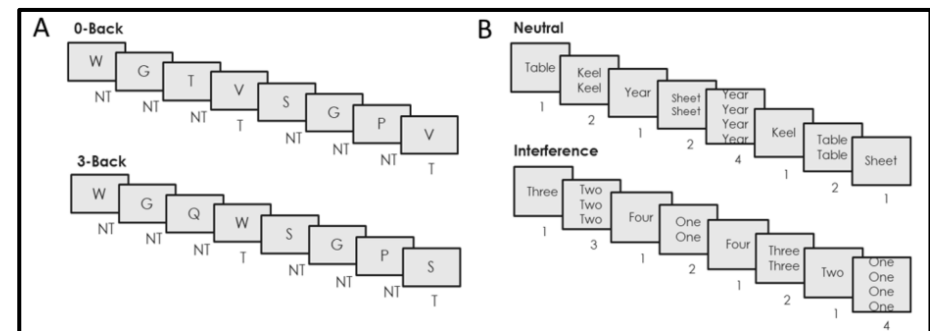 A
0-Back
W
NT
G
NT
T
NT
V
T
S
NT
G
NT
P
NT
V
T
3-Back
W
NT
G
NT
Q
NT
W
T
S
NT
G
NT
P
NT
S
T
B
Neutral
Table
1
Keel
Keel
2
Year
1
Sheet
Sheet
2
Year
Year
Year
Year
4
Keel
1
Table
Table
2
Sheet
1
Interference
Three
1
Two
Two
Two
3
Four
1
One
One
2
Four
1
Three
Three
2
Two
1
One
One
One
One
4